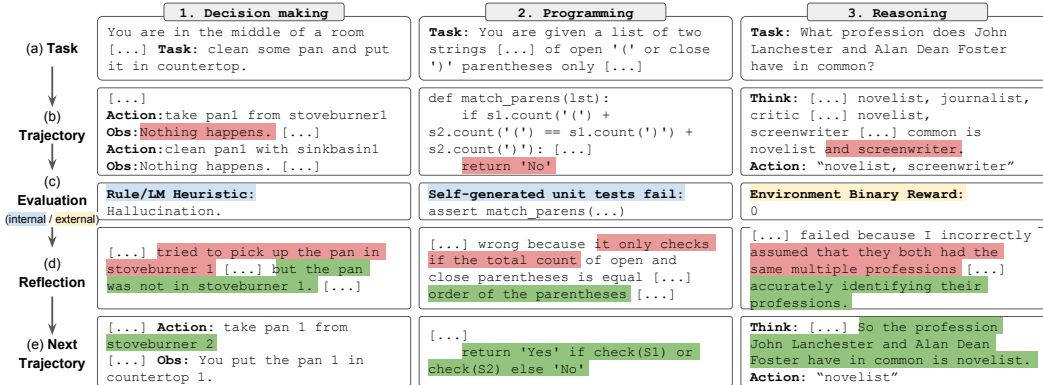 1. Decision making
2. Programming
3. Reasoning
(a) Task
You are in the middle of a room
[...] Task: clean some pan and put
it in countertop.
Task: You are given a list of two
strings [...] of open '(' or close
')' parentheses only [...]
Task: What profession does John
Lanchester and Alan Dean Foster
have in common?
(b)
Trajectory
[...]
Action:take pan1 from stoveburner1
Obs:Nothing happens. [...]
Action:clean pan1 with sinkbasin1
Obs:Nothing happens. [...]
def match_parens(lst):
if s1.count('(') +
s2.count('(') == s1.count(')') +
s2.count(')'): [...]
return 'No'
Think: [...] novelist, journalist,
critic [...] novelist,
screenwriter [...] common is
novelist and screenwriter.
Action: “novelist, screenwriter”
(c)
Evaluation
(internal / external)
Rule/LM Heuristic:
Hallucination.
Self-generated unit tests fail:
assert match_parens(...)
Environment Binary Reward:
0
(d)
Reflection
[...] tried to pick up the pan in
stoveburner 1 [...] but the pan
was not in stoveburner 1. [...]
[...] wrong because it only checks
if the total count of open and
close parentheses is equal [...]
order of the parentheses [...]
[...] failed because I incorrectly
assumed that they both had the
same multiple professions [...]
accurately identifying their
professions.
(e) Next
Trajectory
[...] Action: take pan 1 from
stoveburner 2
[...] Obs: You put the pan 1 in
countertop 1.
[...]
return 'Yes' if check(S1) or
check(S2) else 'No'
Think: [...] So the profession
John Lanchester and Alan Dean
Foster have in common is novelist.
Action: “novelist”